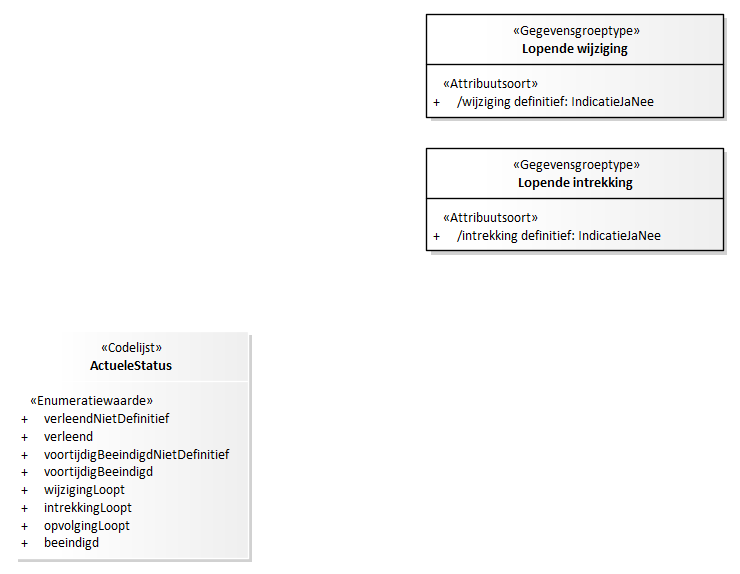 «Gegevensgroeptype»
Lopende wijziging
«Attribuutsoort»
+ /wijziging definitief: IndicatieJaNee
«Gegevensgroeptype»
Lopende intrekking
«Attribuutsoort»
+ /intrekking definitief: IndicatieJaNee
«Codelijst»
ActueleStatus
«Enumeratiewaarde»
+ verleendNietDefinitief
+ verleend
+ voortijdigBeeindigdNietDefinitief
+ voortijdigBeeindigd
+ wijzigingLoopt
+ intrekkingLoopt
+ opvolgingLoopt
+ beeindigd